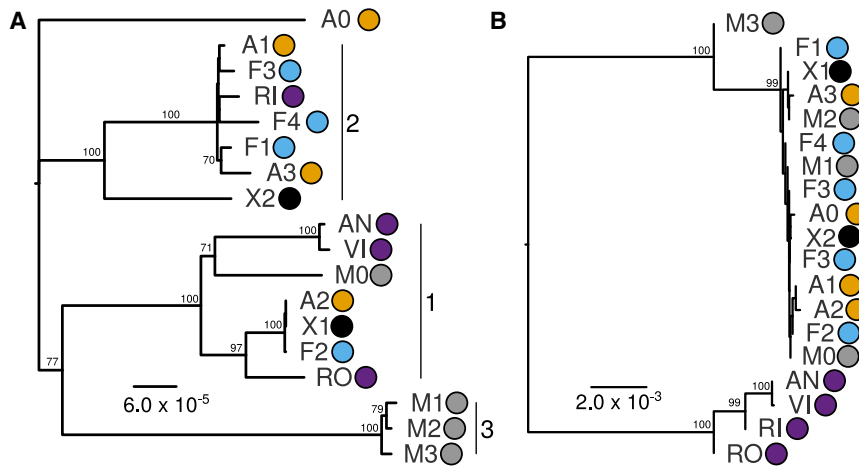 A
A0
A1
F3
RI
100
F4
2
100
F1
70
A3
X2
AN
100
VI
71
M0
100
A2
1
X1
100
F2
97
RO
77
6.0 x 10-5
M1
79
M2
3
100
M3
B
M3
100
F1
X1
99
A3
M2
F4
M1
F3
A0
X2
F3
A1
A2
F2
M0
2.0 x 10-3
AN
100
VI
99
RI
100
RO